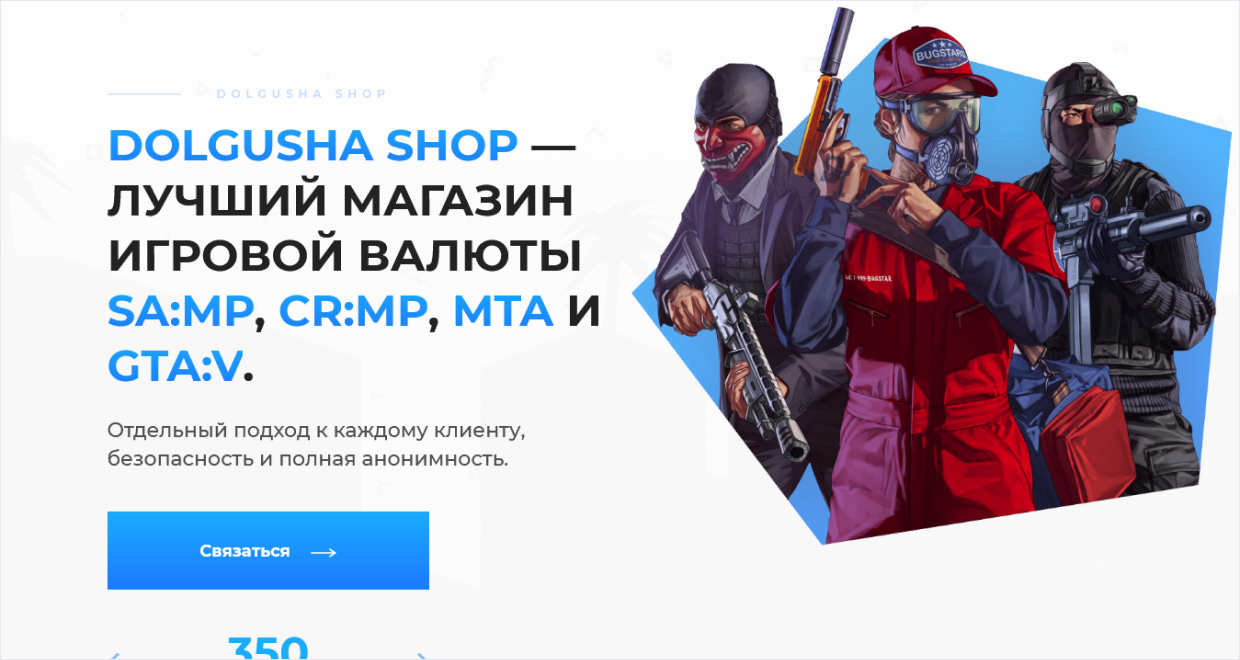 DOLGUSHA SHOP
DOLGUSHA SHOP —
ЛУЧШИЙ МАГАЗИН
ИГРОВОЙ ВАЛЮТЫ
SA:MP, CR:MP, MTA И
GTA:V.
Отдельный подход к каждому клиенту,
безопасность и полная анонимность.
Связаться
350
BUGSTARS